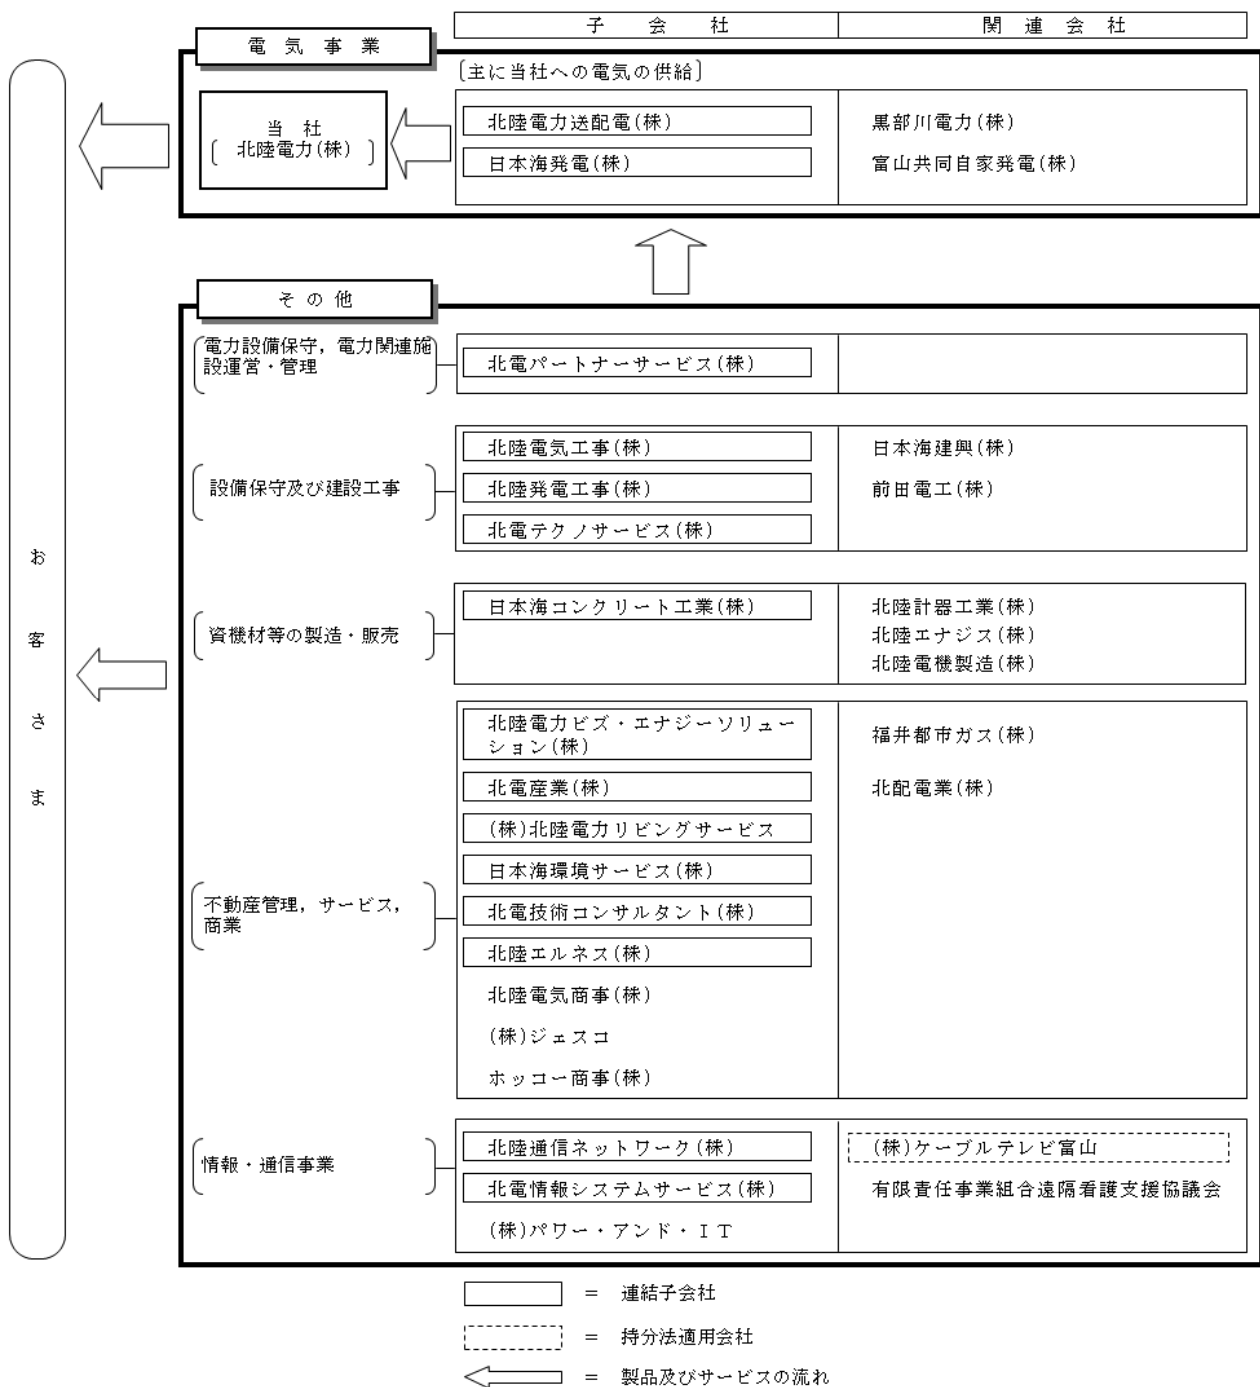 子会社
関連会社
電気事業
〔主に当社への電気の供給〕
当社
〔北陸電力(株)〕
北陸電力送配電(株)
黒部川電力(株)
日本海発電(株)
富山共同自家発電(株)
その他
電力設備保守，電力関連施
設運営・管理
北電パートナーサービス(株)
設備保守及び建設工事
北陸電気工事(株)
日本海建興(株)
北陸発電工事(株)
前田電工(株)
北電テクノサービス(株)
資機材等の製造・販売
日本海コンクリート工業(株)
北陸計器工業(株)
北陸エナジス(株)
北陸電機製造(株)
不動産管理，サービス，
商業
北陸電力ビズ・エナジーソリュー
ション(株)
福井都市ガス(株)
北電産業(株)
北配電業(株)
(株)北陸電力リビングサービス
日本海環境サービス(株)
北電技術コンサルタント(株)
北陸エルネス(株)
北陸電気商事(株)
(株)ジェスコ
ホッコー商事(株)
情報・通信事業
北陸通信ネットワーク(株)
(株)ケーブルテレビ富山
北電情報システムサービス(株)
有限責任事業組合遠隔看護支援協議会
(株)パワー・アンド・ＩＴ
お客さま
＝ 連結子会社
＝ 持分法適用会社
＝ 製品及びサービスの流れ